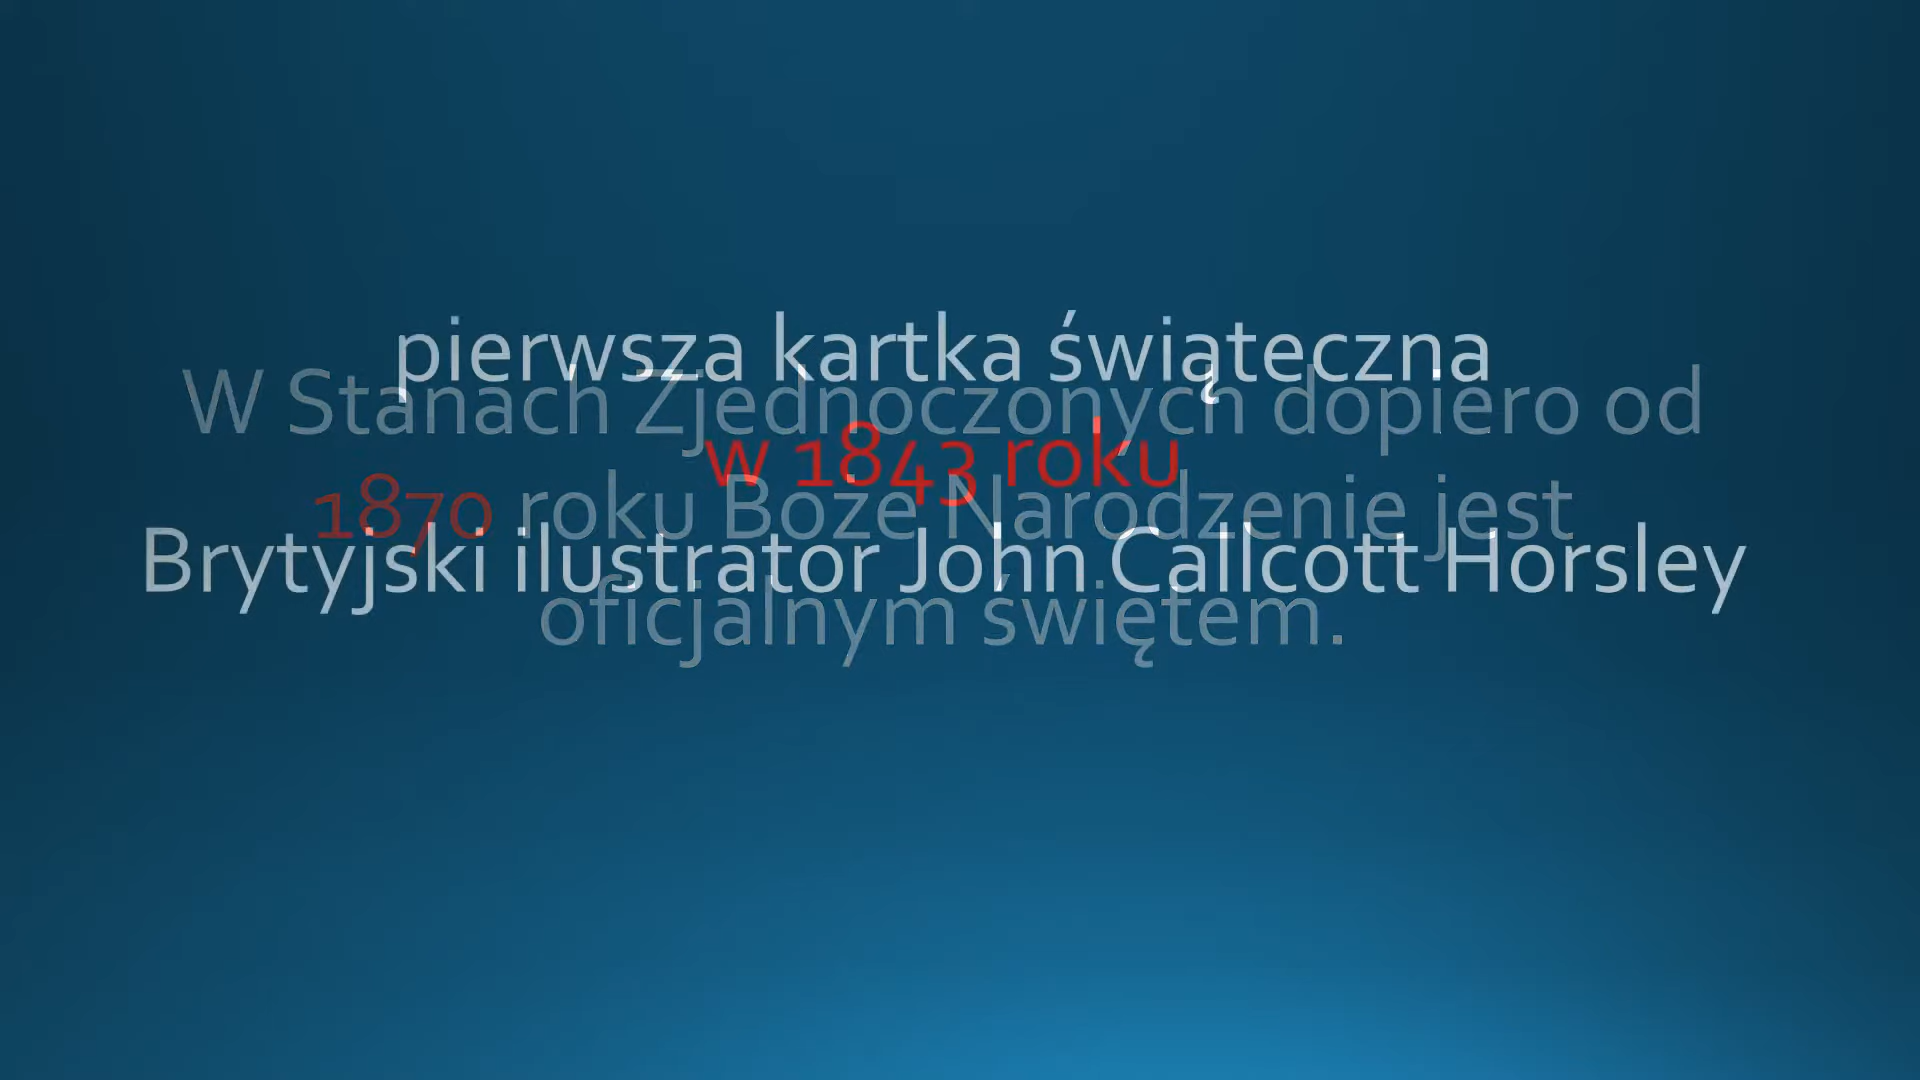 pierwsza kartka świąteczna
w 1843 roku
Brytyjski ilustrator John Callcott Horsley
W Stanach Zjednoczonych dopiero od
1870 roku Boże Narodzenie jest
oficjalnym świętem.